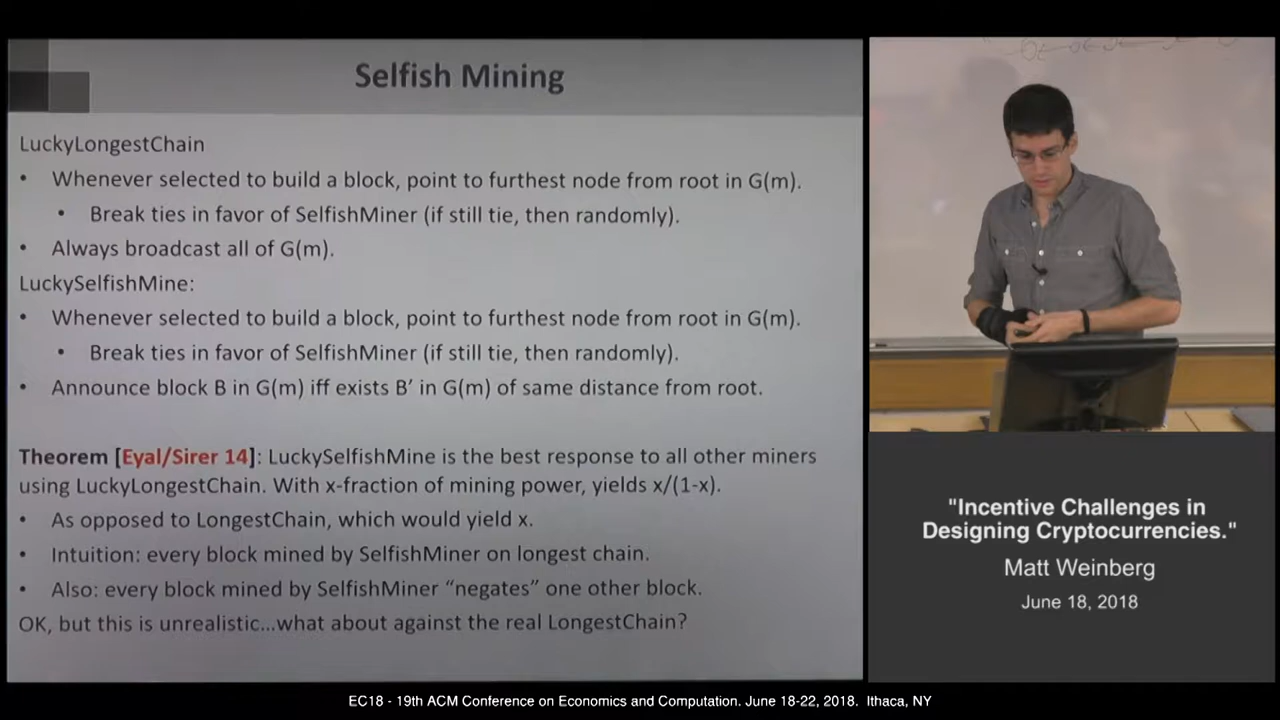 Selfish Mining
LuckyLongestChain
• Whenever selected to build a block, point to furthest node from root in G(m).
• Break ties in favor of SelfishMiner (if still tie, then randomly).
• Always broadcast all of G(m).
LuckySelfishMine:
• Whenever selected to build a block, point to furthest node from root in G(m).
• Break ties in favor of SelfishMiner (if still tie, then randomly).
• Announce block B in G(m) iff exists B’ in G(m) of same distance from root.
Theorem [Eyal/Sirer 14]: LuckySelfishMine is the best response to all other miners
using LuckyLongestChain. With x-fraction of mining power, yields x/(1-x).
• As opposed to LongestChain, which would yield x.
• Intuition: every block mined by SelfishMiner on longest chain.
• Also: every block mined by SelfishMiner “negates” one other block.
OK, but this is unrealistic...what about against the real LongestChain?
"Incentive Challenges in
Designing Cryptocurrencies."
Matt Weinberg
June 18, 2018
EC18 - 19th ACM Conference on Economics and Computation. June 18-22, 2018. Ithaca, NY